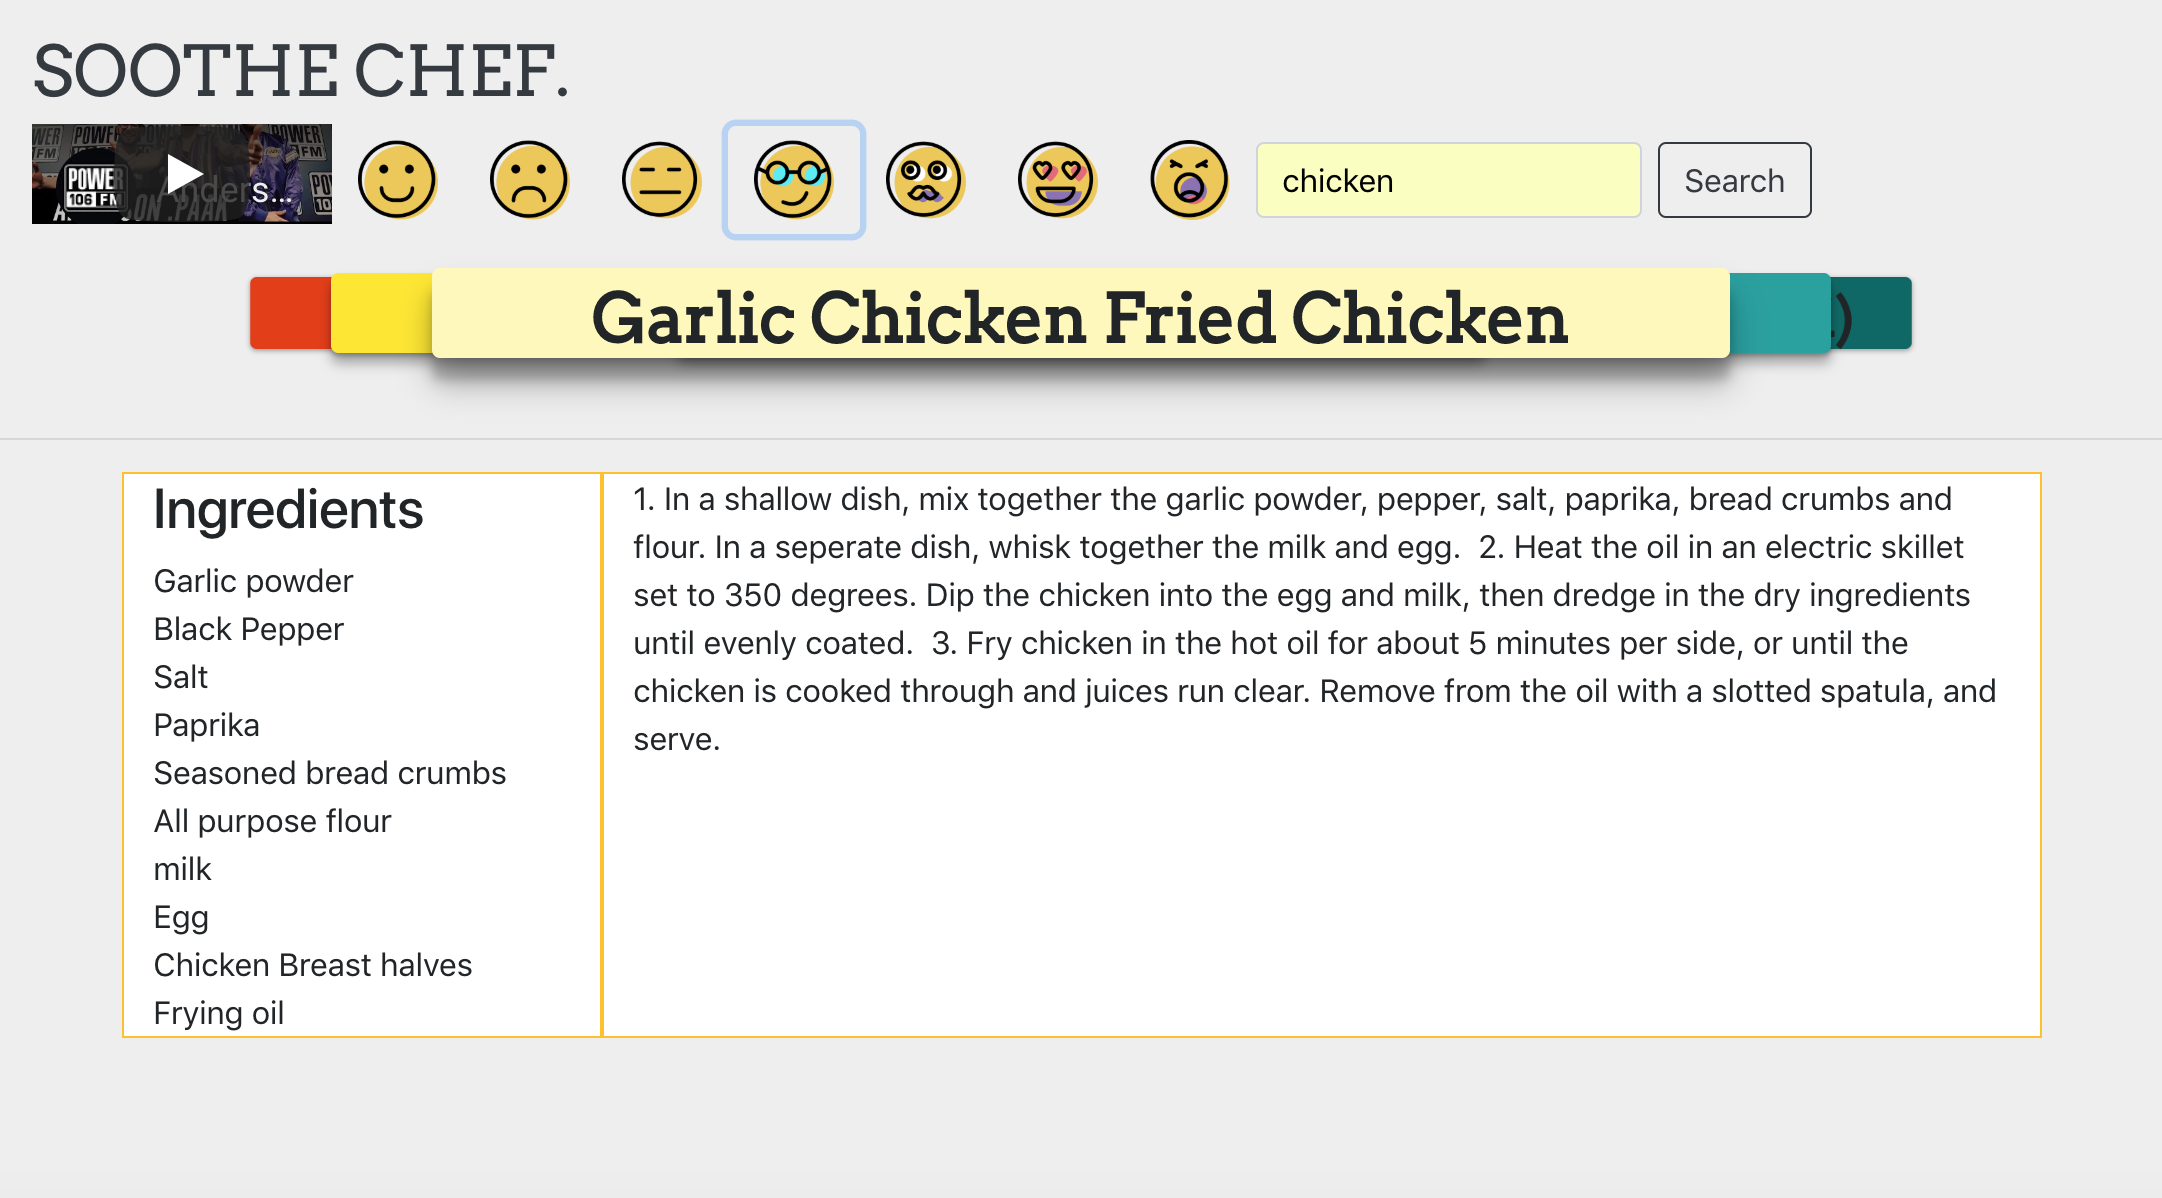 SOOTHE CHEF.
POWER
106 FM
Anders...
chicken
Search
Garlic Chicken Fried Chicken
)
Ingredients
Garlic powder
Black Pepper
Salt
Paprika
Seasoned bread crumbs
All purpose flour
milk
Egg
Chicken Breast halves
Frying oil
1. In a shallow dish, mix together the garlic powder, pepper, salt, paprika, bread crumbs and
flour. In a seperate dish, whisk together the milk and egg.  2. Heat the oil in an electric skillet
set to 350 degrees. Dip the chicken into the egg and milk, then dredge in the dry ingredients
until evenly coated.  3. Fry chicken in the hot oil for about 5 minutes per side, or until the
chicken is cooked through and juices run clear. Remove from the oil with a slotted spatula, and
serve.